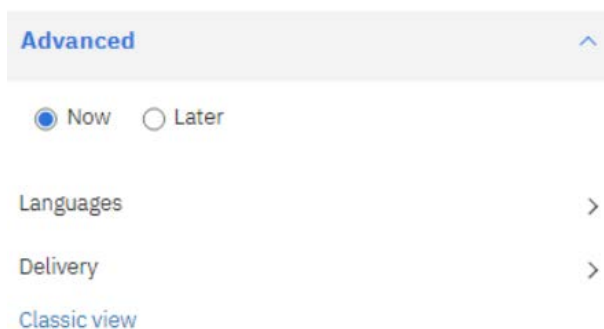 Advanced
Now Later
Languages
Delivery
Classic view